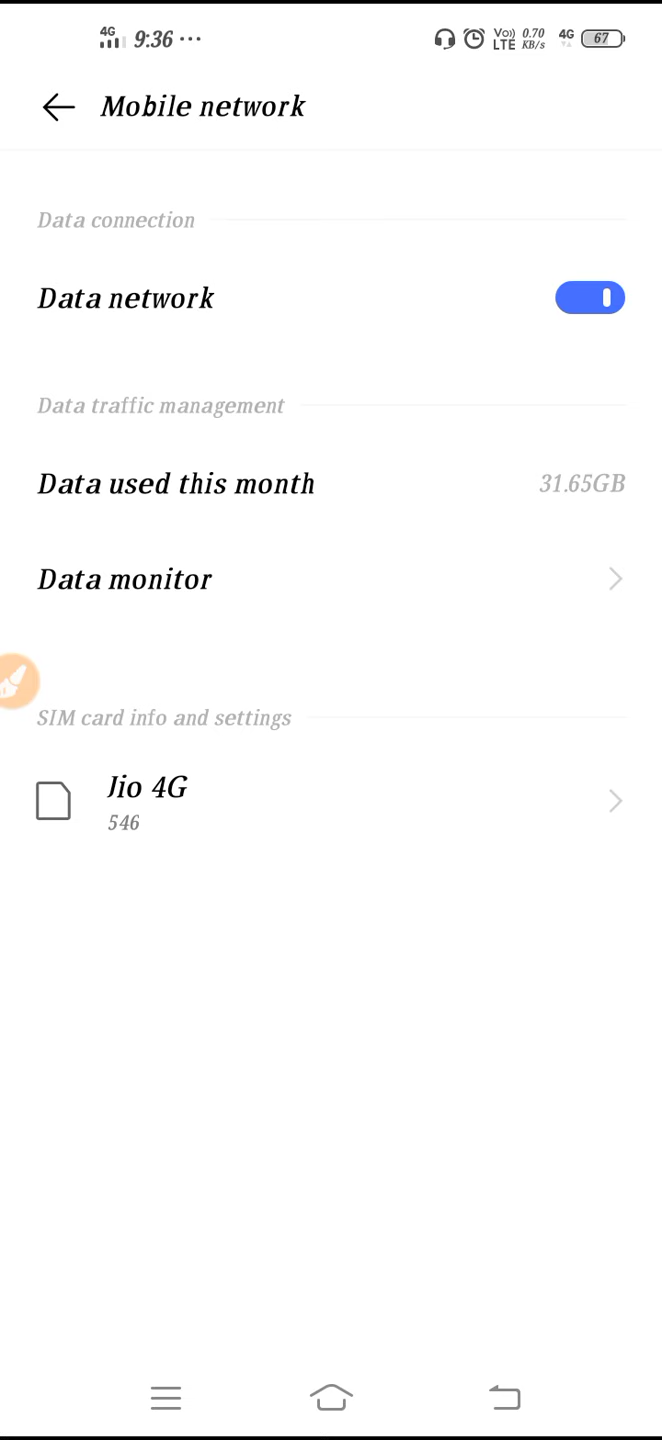 4G 9:36 ··· Vo)) LTE 0.70 KB/s 4G 67
Mobile network
Data connection
Data network
Data traffic management
Data used this month 31.65GB
Data monitor
SIM card info and settings
Jio 4G
546